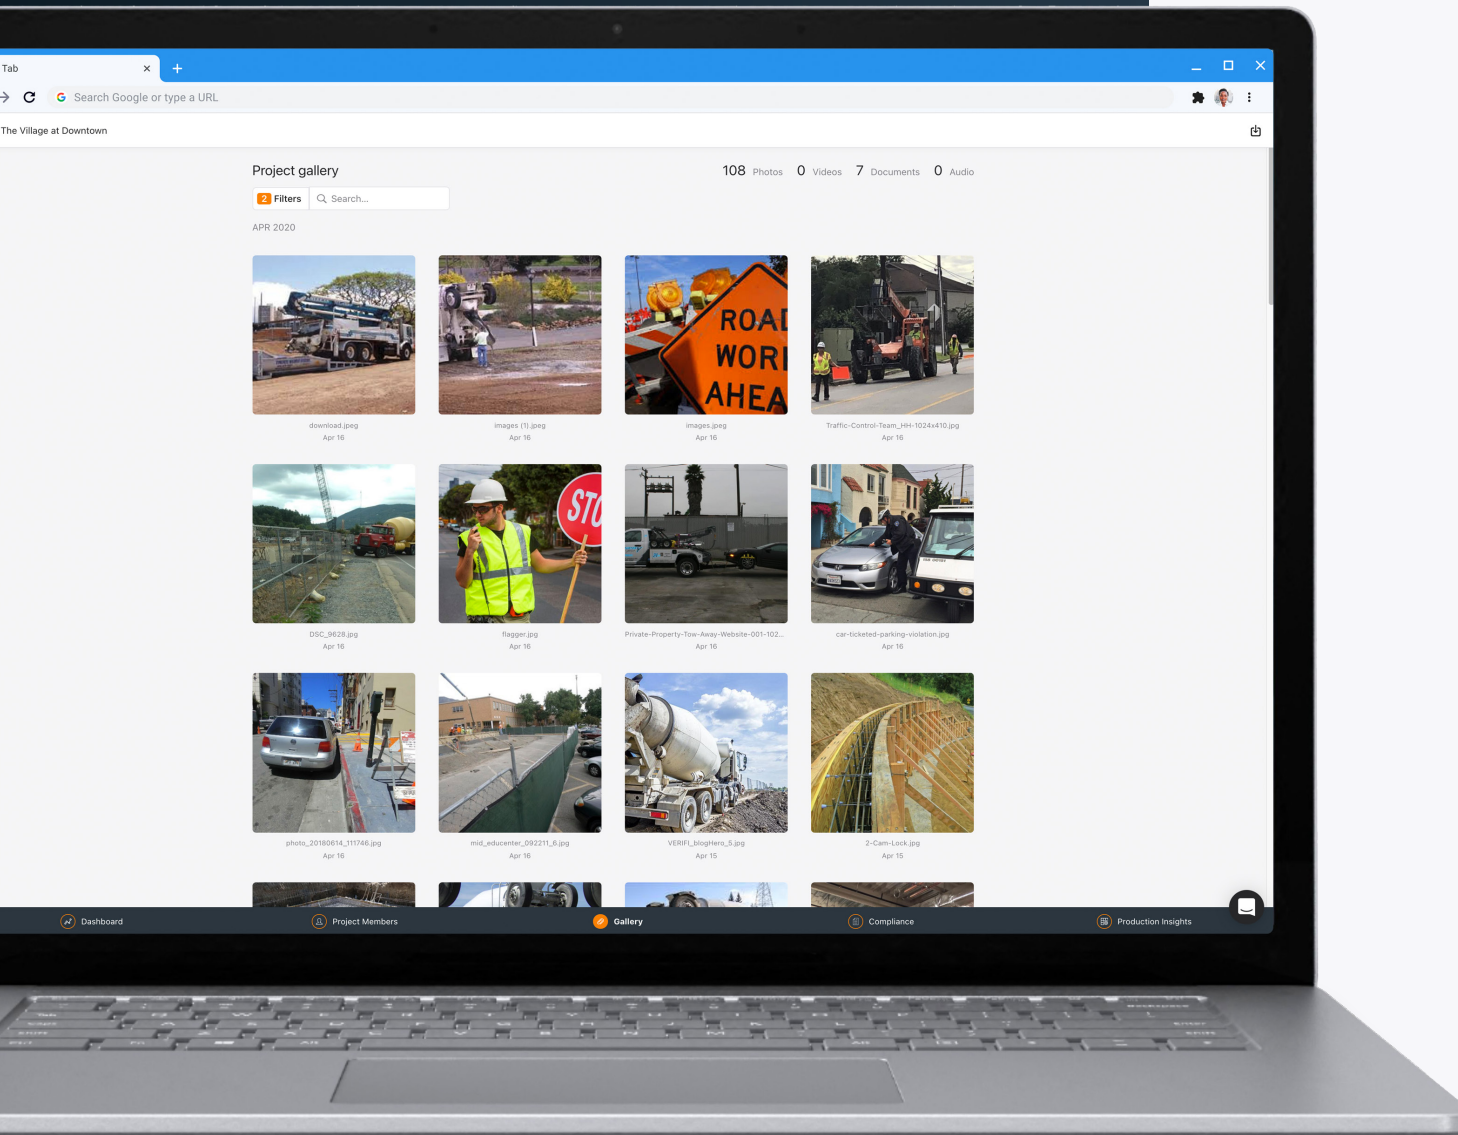 Tab
Search Google or type a URL
The Village at Downtown
Project gallery
108 Photos 0 Videos 7 Documents 0 Audio
2 Filters Search...
APR 2020
ROAD
WORK
AHEA
download.jpeg
images (1).jpeg
images.jpeg
Traffic-Control-Team_HH-1024x410.jpg
Apr 16
Apr 16
Apr 16
Apr 16
STO
DSC_9628.jpg
flagger.jpg
Private-Property-Tow-Away-Website-001-102...
car-ticketed-parking-violation.jpg
Apr 16
Apr 16
Apr 16
Apr 16
photo_20180614_111746.jpg
mid_educenter_092211_6.jpg
VERIFI_blogHero_5.jpg
2-Cam-Lock.jpg
Apr 16
Apr 16
Apr 15
Apr 15
Dashboard
Project Members
Gallery
Compliance
Production Insights